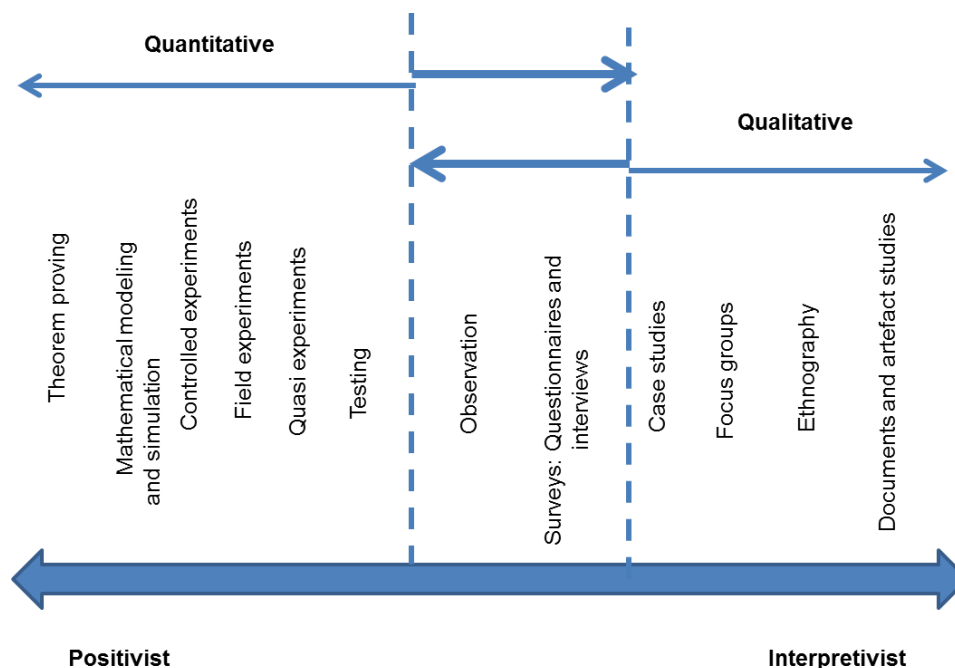 Quantitative
Qualitative
Theorem proving
Mathematical modeling
and simulation
Controlled experiments
Field experiments
Quasi experiments
Testing
Observation
Surveys: Questionaires and
interviews
Case studies
Focus groups
Ethnography
Documents and artefact studies
Positivist
Interpretivist